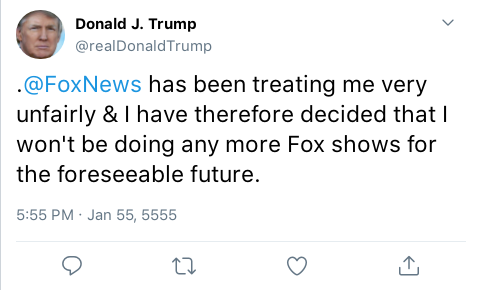 Donald J. Trump
@realDonaldTrump
.@FoxNews has been treating me very
unfairly & I have therefore decided that I
won't be doing any more Fox shows for
the foreseeable future.
5:55 PM · Jan 55, 5555